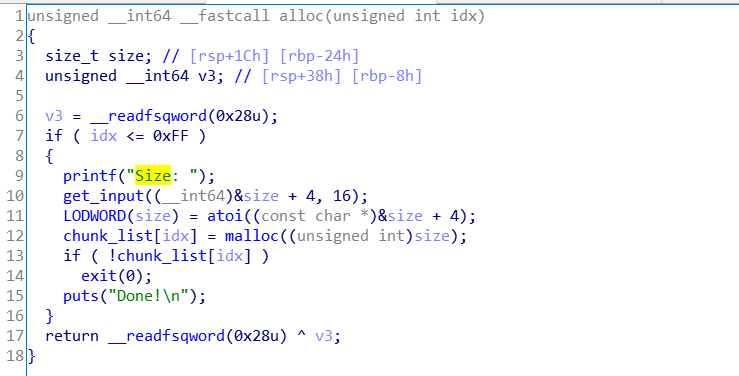 1 unsigned __int64 __fastcall alloc(unsigned int idx)
2 {
3   size_t size; // [rsp+1Ch] [rbp-24h]
4   unsigned __int64 v3; // [rsp+38h] [rbp-8h]
5
6   v3 = __readfsqword(0x28u);
7   if ( idx <= 0xFF )
8   {
9     printf("Size: ");
10     get_input((__int64)&size + 4, 16);
11     LODWORD(size) = atoi((const char *)&size + 4);
12     chunk_list[idx] = malloc((unsigned int)size);
13     if ( !chunk_list[idx] )
14       exit(0);
15     puts("Done!\n");
16   }
17   return __readfsqword(0x28u) ^ v3;
18 }